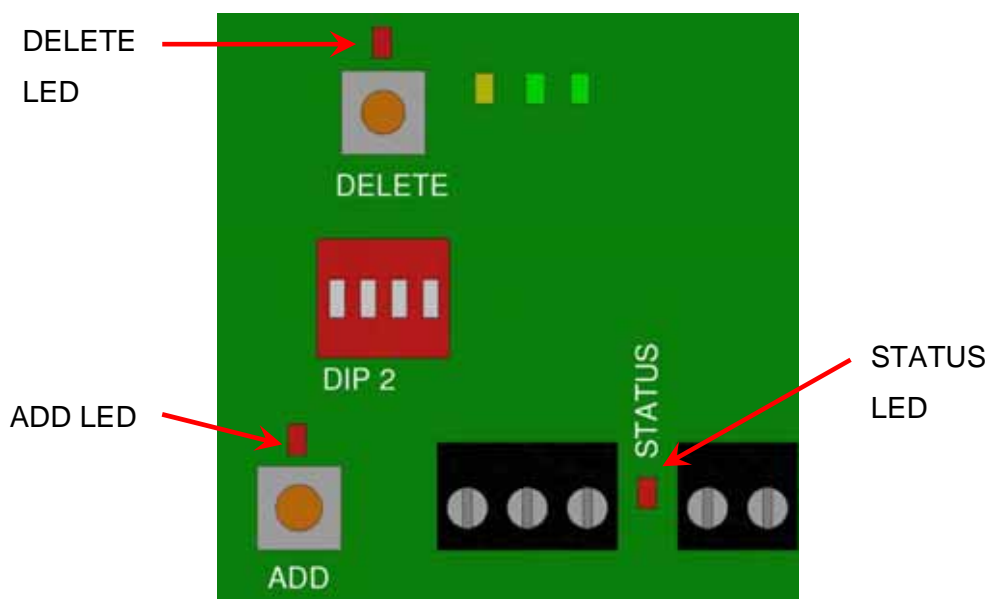 DELETE
LED
DELETE
DIP 2
STATUS
STATUS
LED
ADD LED
ADD